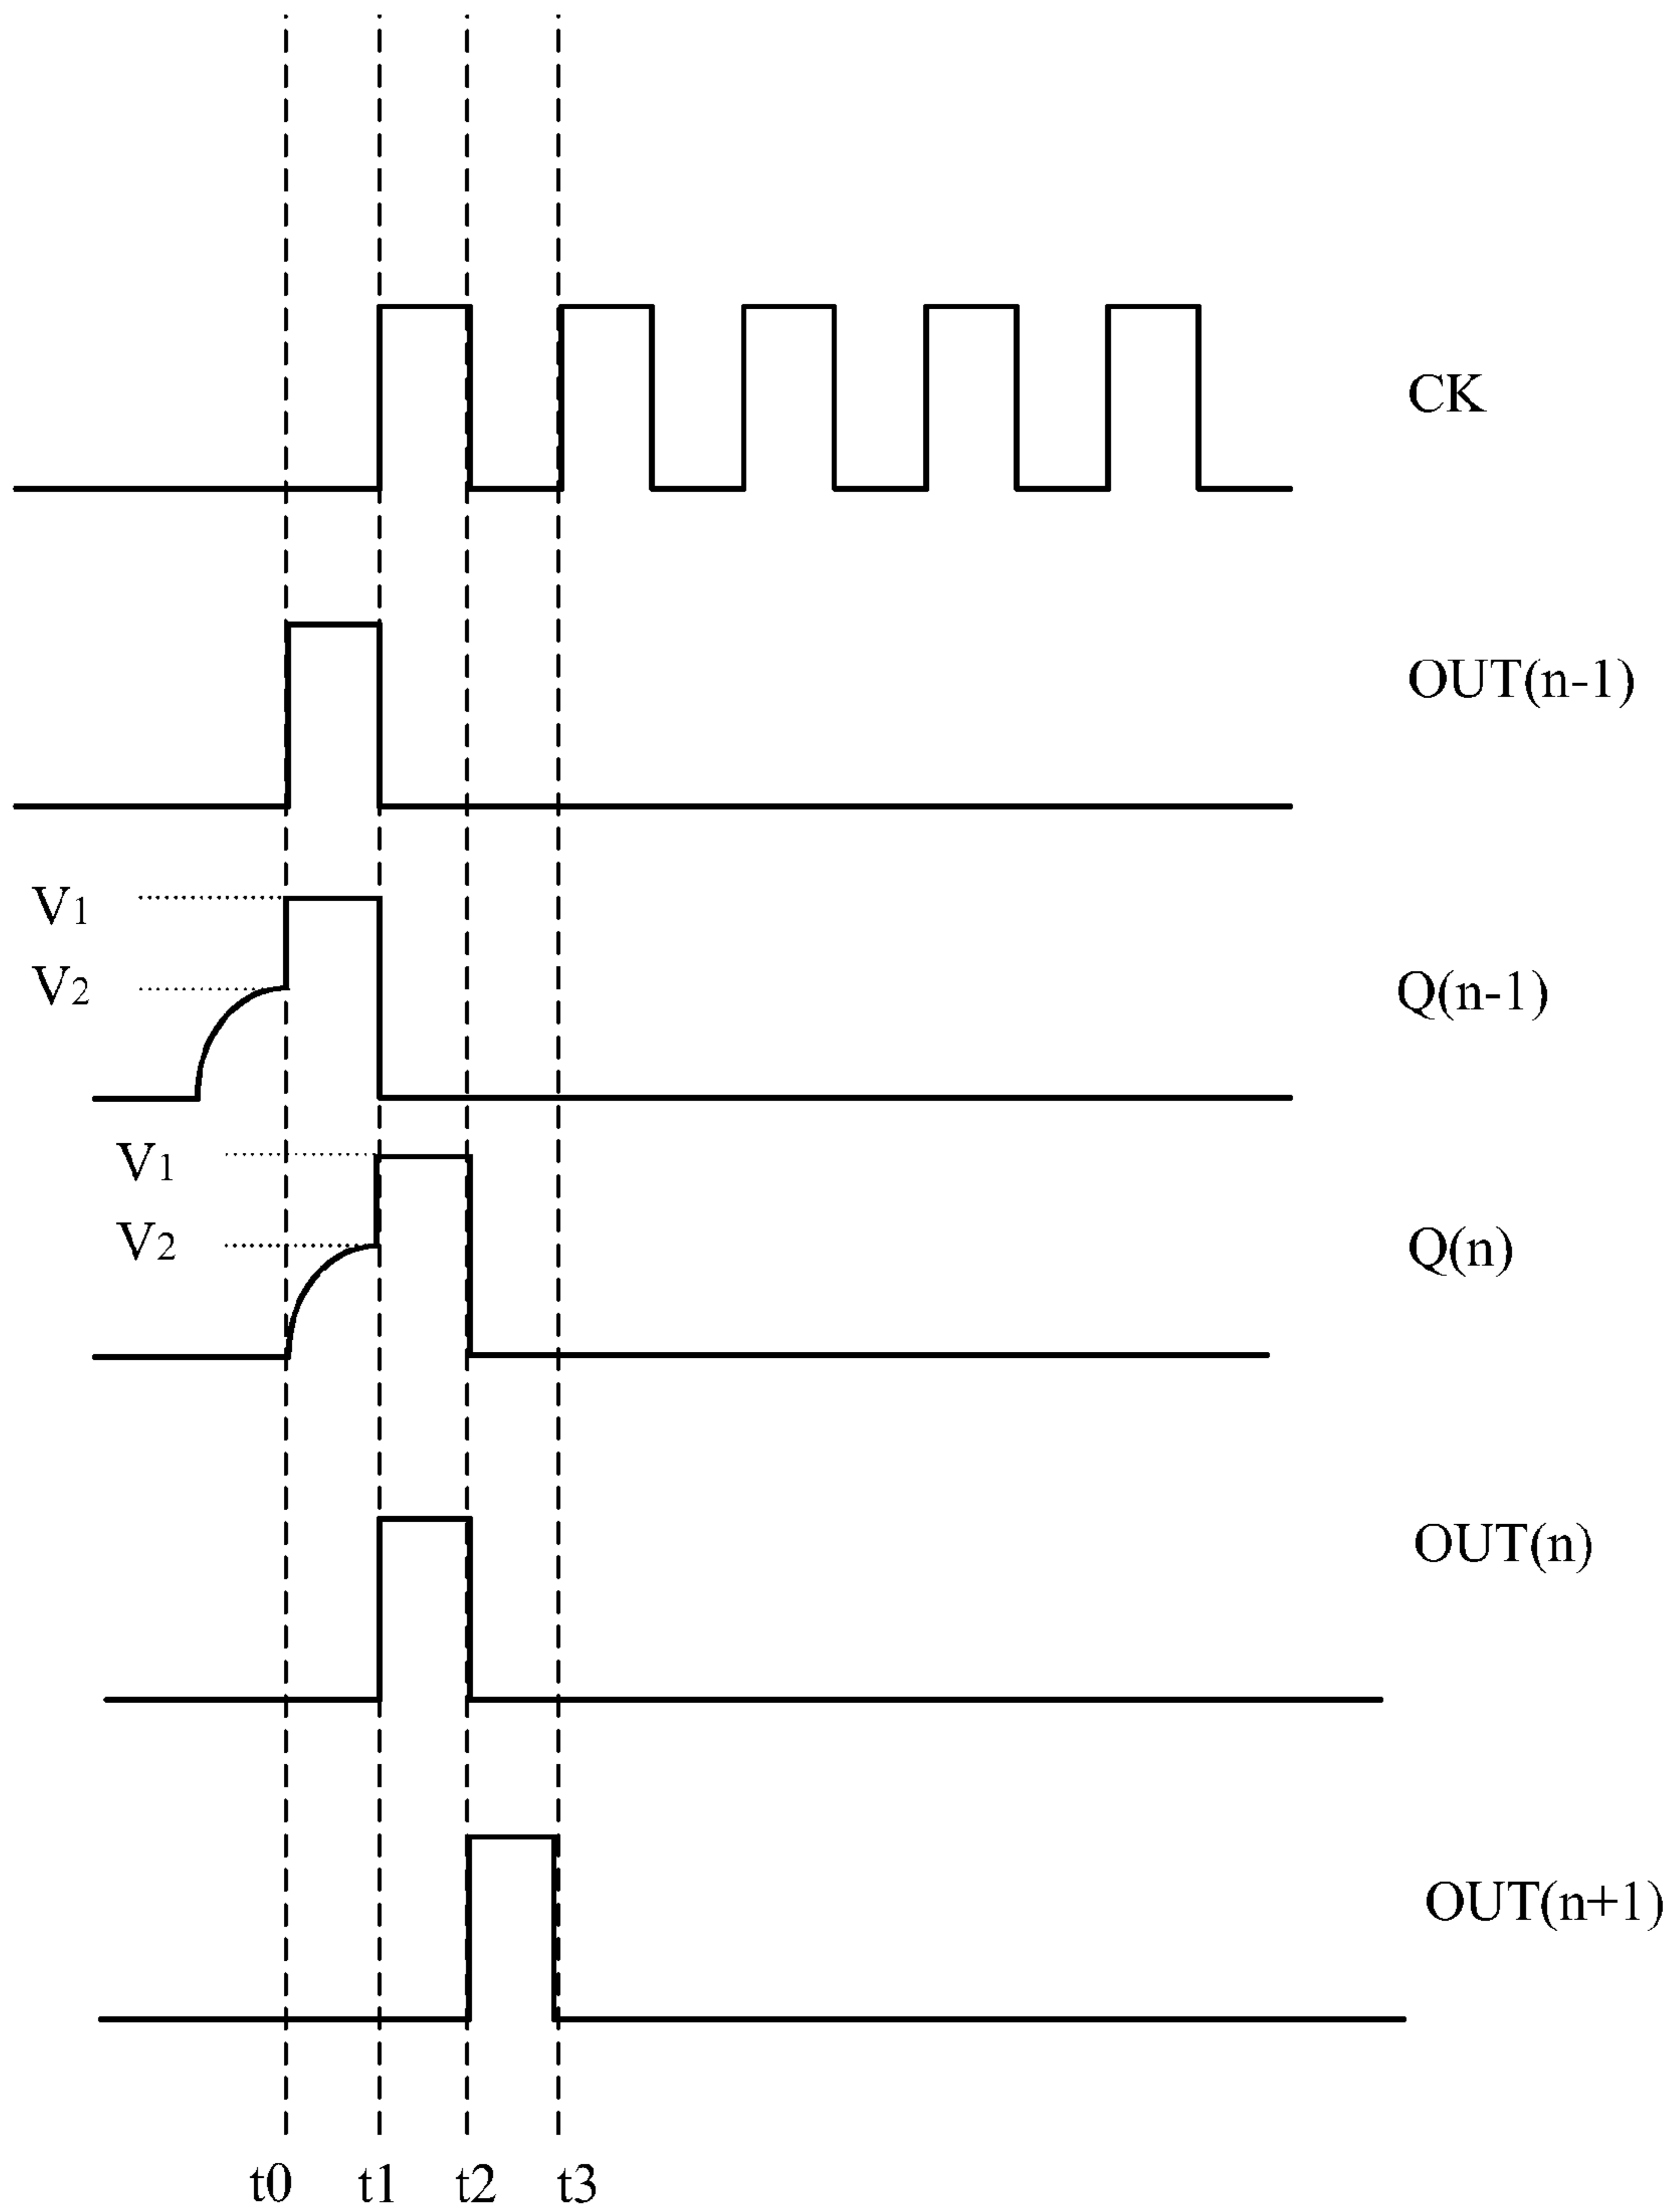 CK
OUT(n-1)
V1
V2
Q(n-1)
V1
V2
Q(n)
OUT(n)
OUT(n+1)
t0 t1 t2 t3